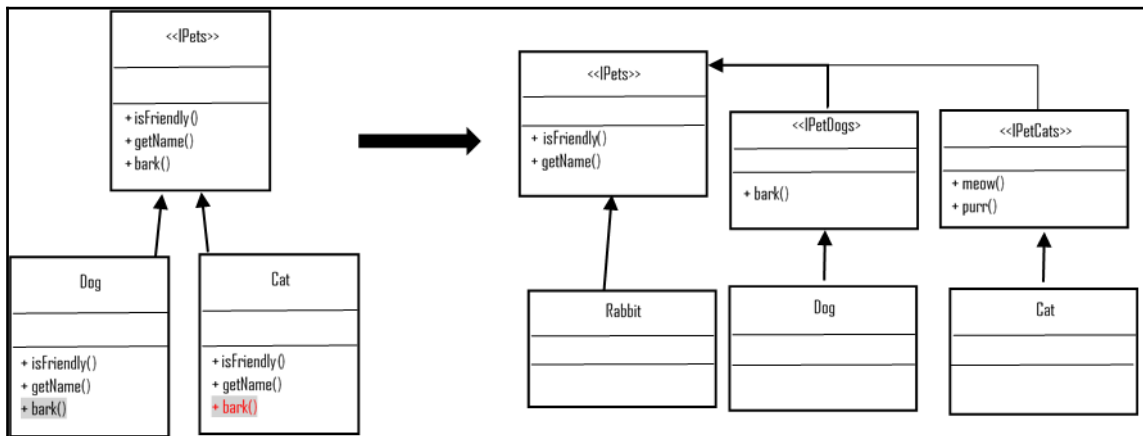 <<IPets>>
+ isFriendly()
+ getName()
+ bark()
Dog
+ isFriendly()
+ getName()
+ bark()
Cat
+ isFriendly()
+ getName()
+ bark()
<<IPets>>
+ isFriendly()
+ getName()
<<IPetDogs>
+ bark()
<<IPetCats>>
+ meow()
+ purr()
Rabbit
Dog
Cat